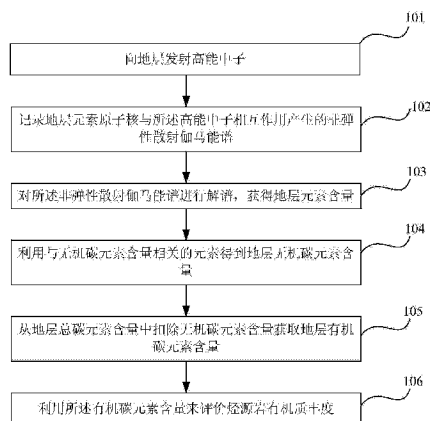 101
向地层发射高能中子
102
记录地层元素原子核与所述高能中子相互作用产生的非弹
性散射伽马能谱
103
对所述非弹性散射伽马能谱进行解谱，获得地层元素含量
104
利用与无机碳元素含量相关的元素得到地层无机碳元素含
量
105
从地层总碳元素含量中扣除无机碳元素含量获取地层有机
碳元素含量
106
利用所述有机碳元素含量来评价烃源岩有机质丰度